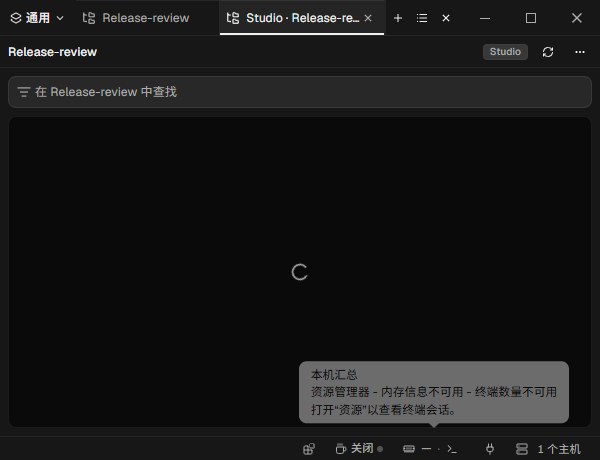 通用
Release-review
Studio · Release-re...
Release-review
Studio
在 Release-review 中查找
本机汇总
资源管理器 - 内存信息不可用 - 终端数量不可用
打开“资源”以查看终端会话。
关闭
1 个主机